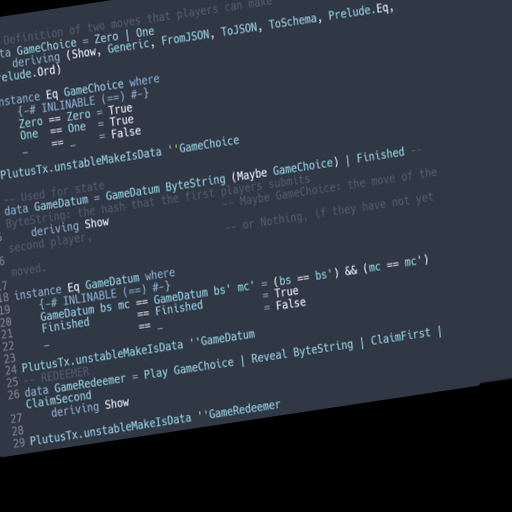 Definition of two moves that players can make
ta GameChoice = Zero | One
deriving (Show, Generic, FromJSON, ToJSON, ToSchema, Prelude.Eq,
relude.Ord)
nstance Eq GameChoice where
{-# INLINABLE (==) #-}
Zero == Zero = True
One == One = True
_ == _ = False
PlutusTx.unstableMakeIsData ''GameChoice
-- Used for state
data GameDatum = GameDatum ByteString (Maybe GameChoice) | Finished --
ByteString: the hash that the first players submits
deriving Show -- Maybe GameChoice: the move of the
second player,
-- or Nothing, if they have not yet
moved.
17
18 instance Eq GameDatum where
19 {-# INLINABLE (==) #-}
20 GameDatum bs mc == GameDatum bs' mc' = (bs == bs') && (mc == mc')
21 Finished == Finished = True
22 _ == _ = False
23
24 PlutusTx.unstableMakeIsData ''GameDatum
25 -- REDEEMER
26 data GameRedeemer = Play GameChoice | Reveal ByteString | ClaimFirst |
ClaimSecond
27 deriving Show
28
29 PlutusTx.unstableMakeIsData ''GameRedeemer